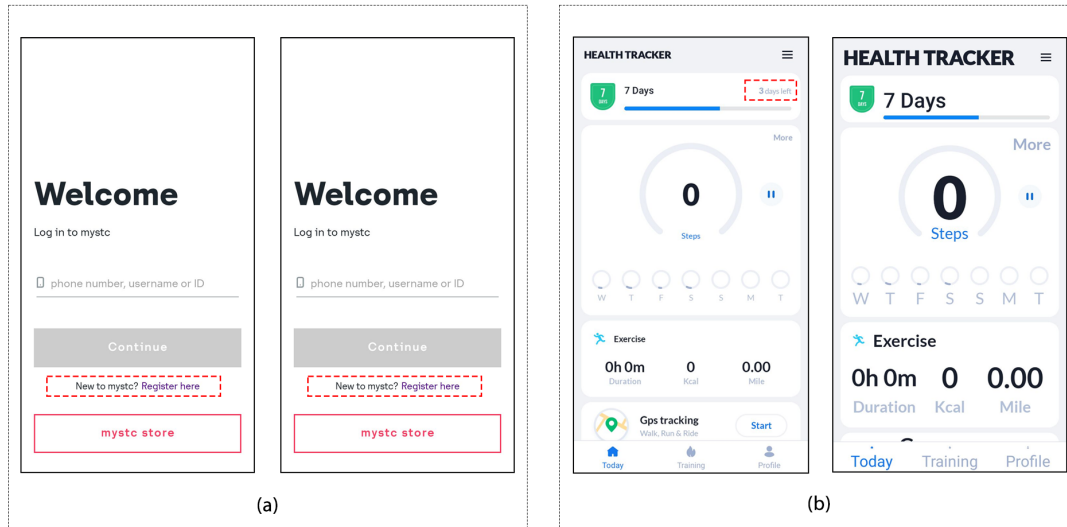 Welcome
Log in to mystc
phone number, username or ID
Continue
New to mystc? Register here
mystc store
Welcome
Log in to mystc
phone number, username or ID
Continue
New to mystc? Register here
mystc store
(a)
HEALTH TRACKER
7 DAYS
7 Days
3 days left
More
0
Steps
W T F S S M T
Exercise
0h 0m 0 0.00
Duration Kcal Mile
Gps tracking
Walk, Run & Ride
Start
Today Training Profile
HEALTH TRACKER
7 DAYS
7 Days
More
0
Steps
W T F S S M T
Exercise
0h 0m 0 0.00
Duration Kcal Mile
Today Training Profile
(b)